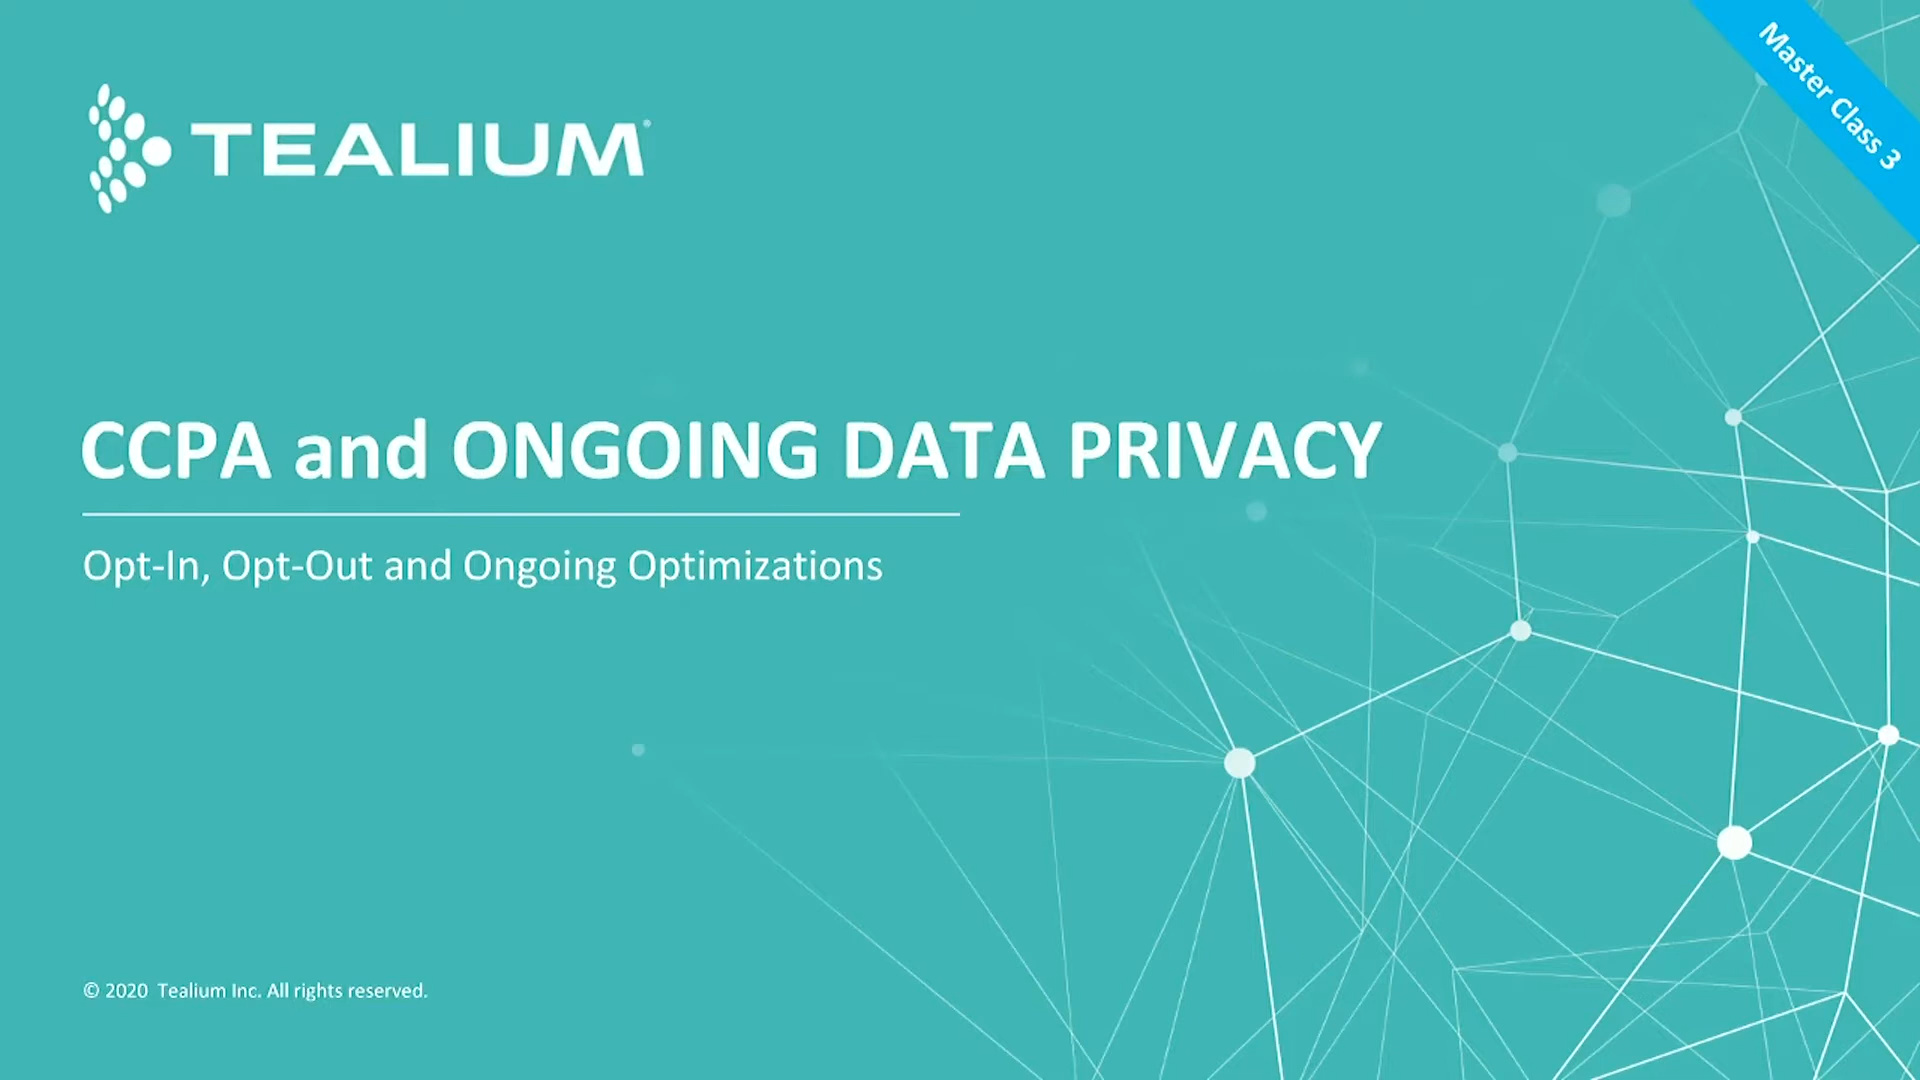 Master Class 3
TEALIUM
CCPA and ONGOING DATA PRIVACY
Opt-In, Opt-Out and Ongoing Optimizations
© 2020 Tealium Inc. All rights reserved.